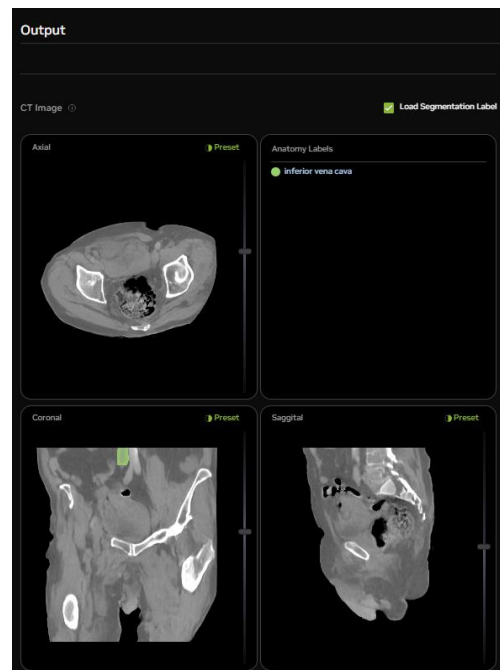 Output
CT Image
Load Segmentation Label
Axial
Preset
Anatomy Labels
inferior vena cava
Coronal
Preset
Saggital
Preset